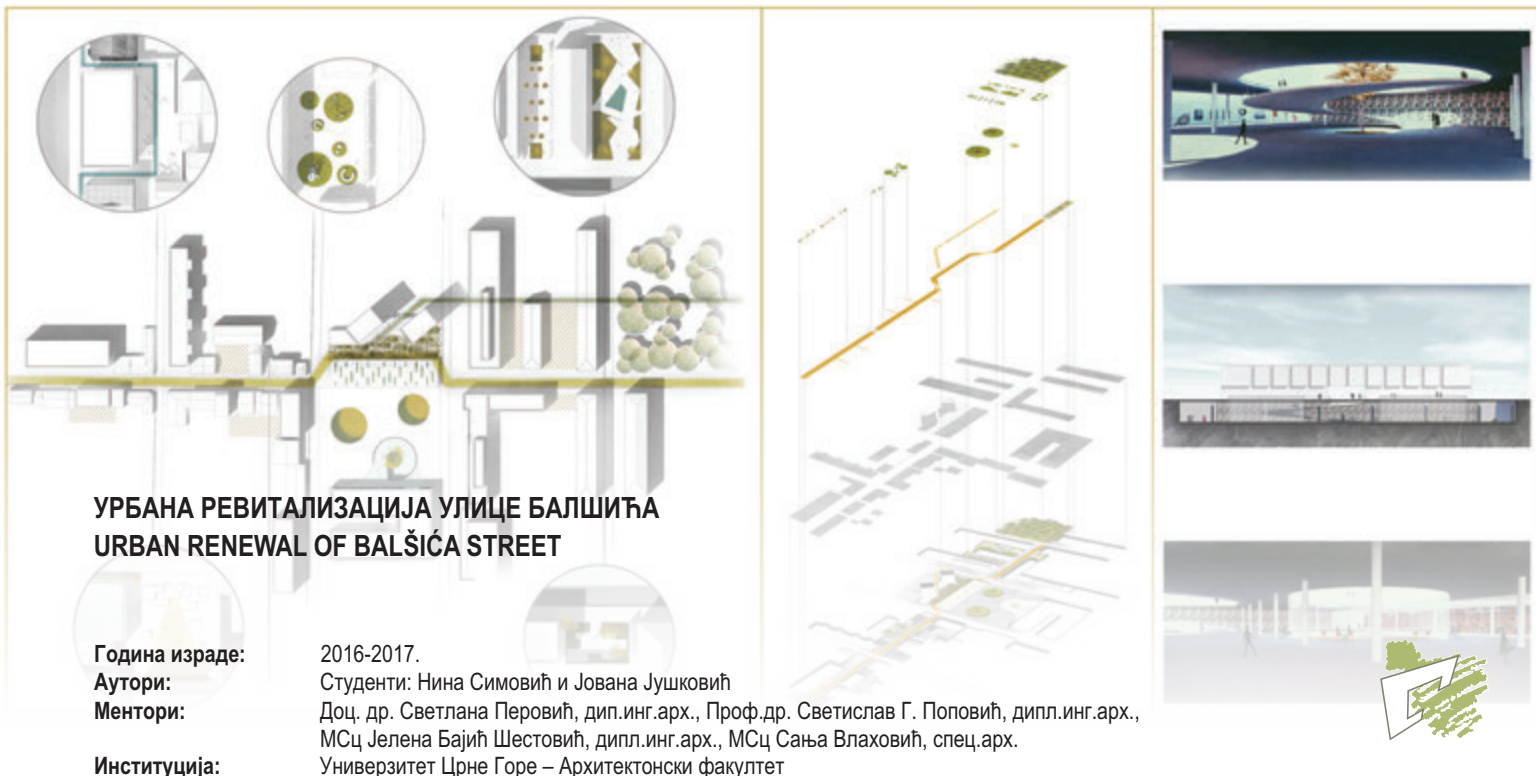 УРБАНА РЕВИТАЛИЗАЦИЈА УЛИЦЕ БАЛШИЋА
URBAN RENEWAL OF BALŠIĆA STREET
Година израде: 2016-2017.
Аутори: Студенти: Нина Симовић и Јована Јушковић
Ментори: Доц. др. Светлана Перовић, дип.инг.арх., Проф.др. Светислав Г. Поповић, дипл.инг.арх.,
МСц Јелена Бајић Шестовић, дипл.инг.арх., МСц Сања Влаховић, спец.арх.
Институција: Универзитет Црне Горе – Архитектонски факултет